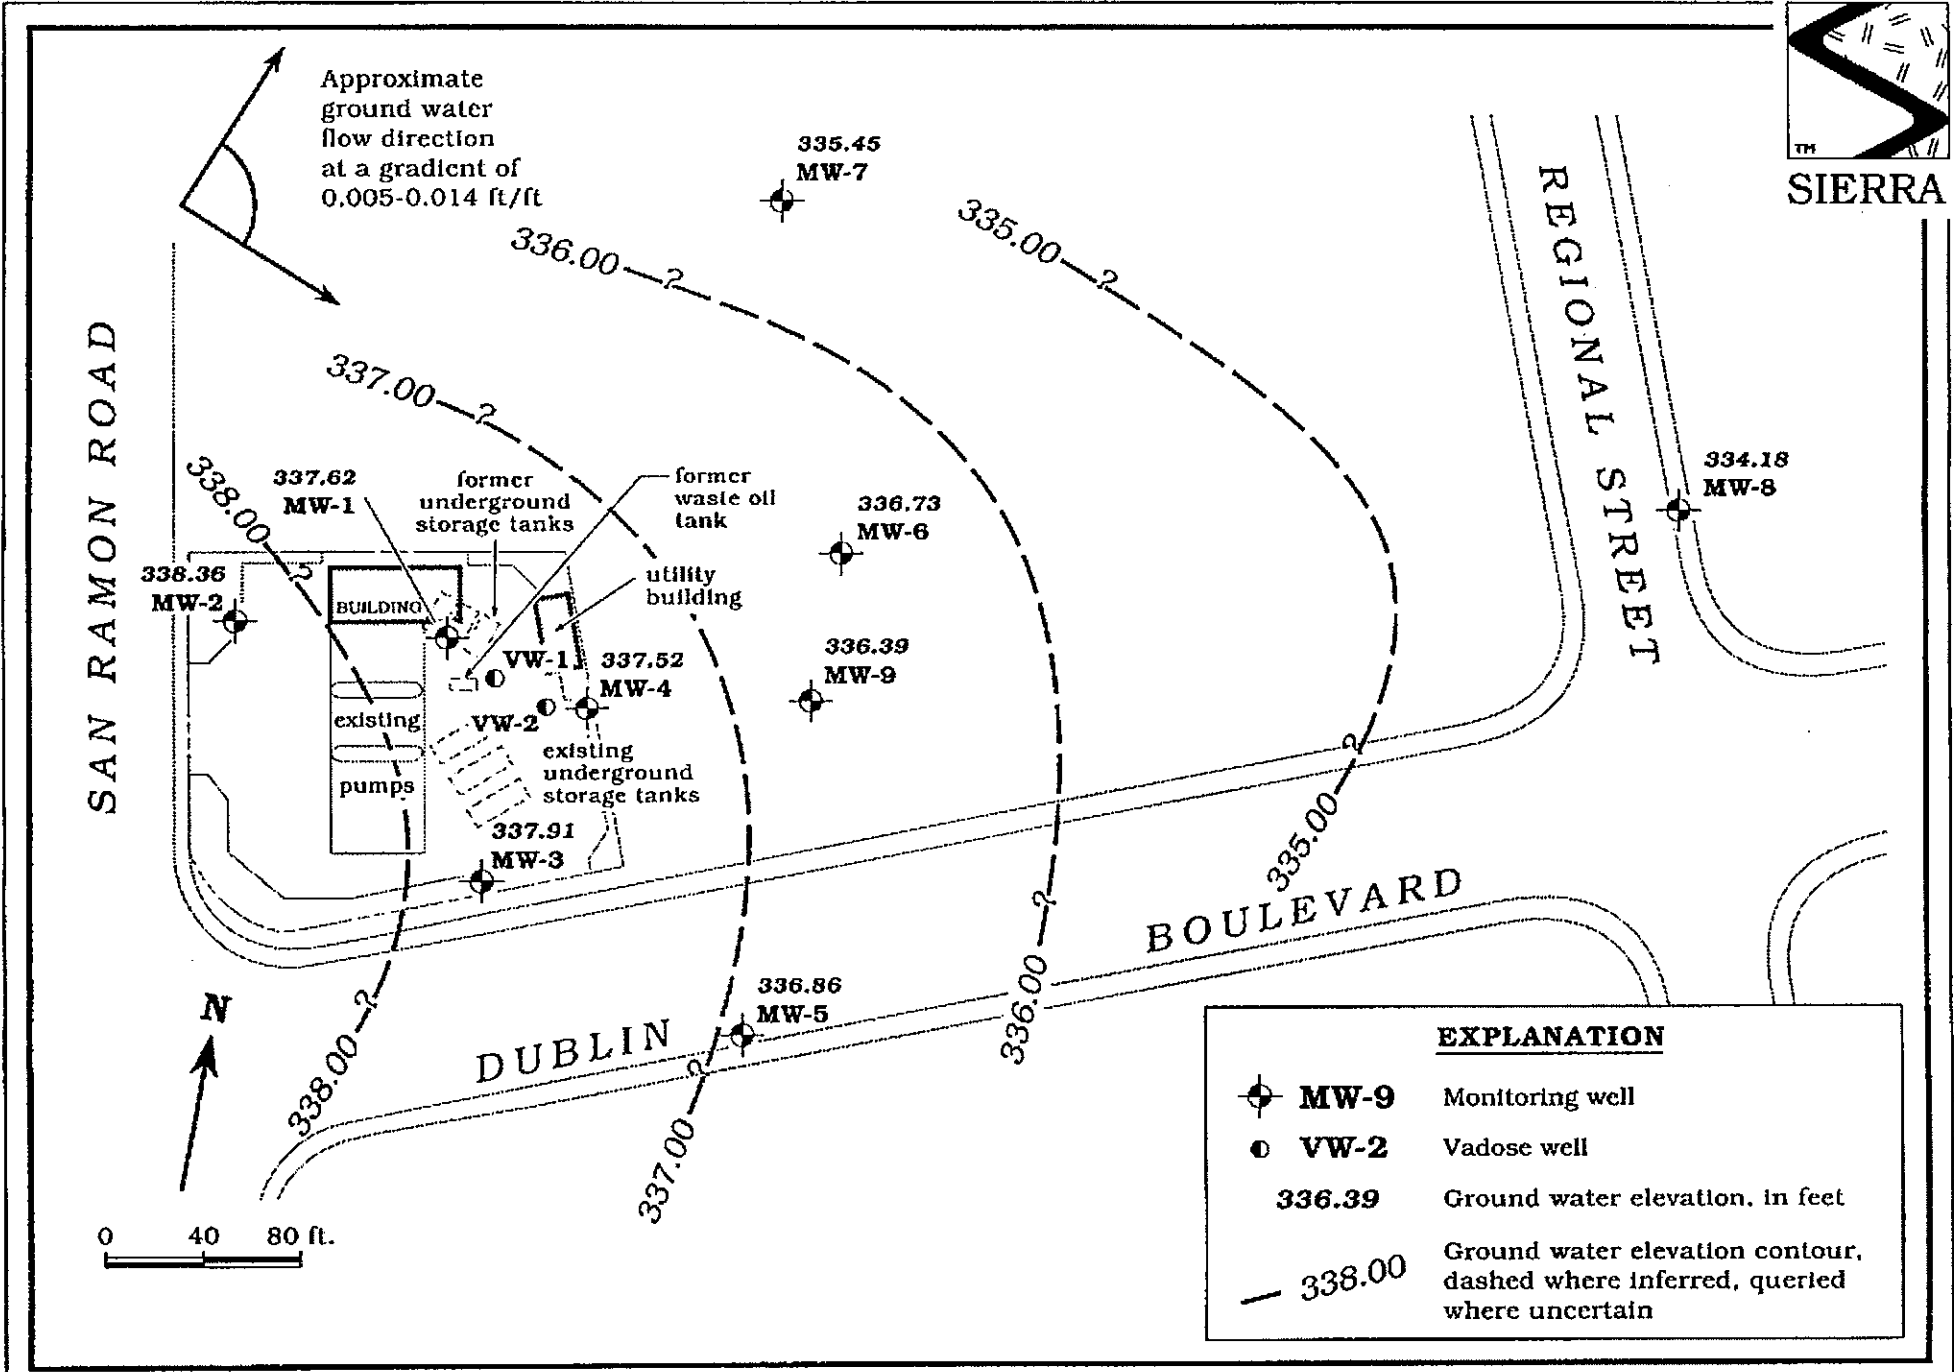 Approximate
ground water
flow direction
at a gradient of
0.005-0.014 ft/ft
TM
SIERRA
335.45
MW-7
336.00
?
335.00
?
REGIONAL STREET
SAN RAMON ROAD
337.00
?
338.00
?
337.62
MW-1
former
underground
storage tanks
former
waste oil
tank
336.73
MW-6
334.18
MW-8
338.36
MW-2
BUILDING
utility
building
VW-1
337.52
MW-4
336.39
MW-9
VW-2
existing
pumps
existing
underground
storage tanks
337.91
MW-3
?
335.00
?
336.00
?
338.00
336.86
MW-5
?
337.00
DUBLIN BOULEVARD
N
0 40 80 ft.
EXPLANATION
MW-9 Monitoring well
VW-2 Vadose well
336.39 Ground water elevation, in feet
338.00 Ground water elevation contour,
dashed where inferred, queried
where uncertain